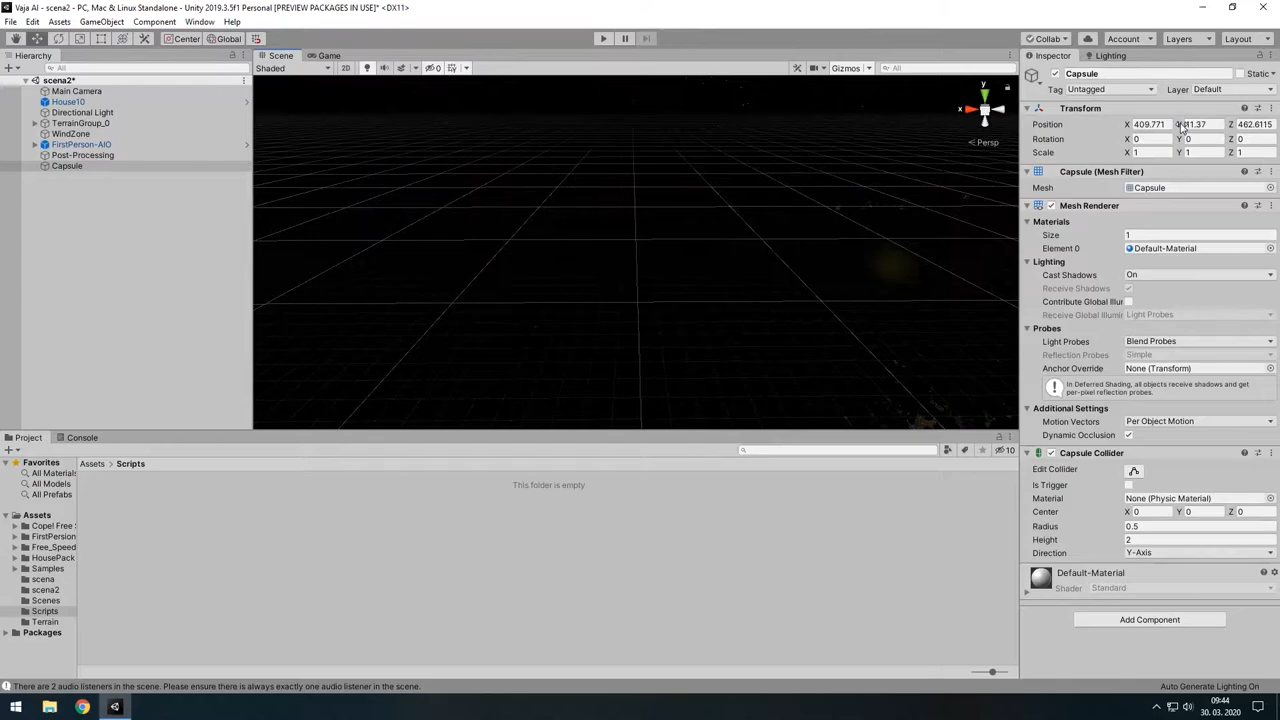 Vaja AI - scena2 - PC, Mac & Linux Standalone - Unity 2019.3.5f1 Personal [PREVIEW PACKAGES IN USE]* <DX11>
File Edit Assets GameObject Component Window Help
Center Global Collab Account Layers Layout
Hierarchy
All
scena2*
Main Camera
House10
Directional Light
TerrainGroup_0
WindZone
FirstPerson-AIO
Post-Processing
Capsule
Scene Game
Shaded 2D 0 Gizmos All
y
x
Persp
Inspector Lighting
Capsule Static
Tag Untagged Layer Default
Transform
Position X 409.771 Z 462.6115
Rotation X 0 Y 0 Z 0
Scale X 1 Y 1 Z 1
Capsule (Mesh Filter)
Mesh Capsule
Mesh Renderer
Materials
Size 1
Element 0 Default-Material
Lighting
Cast Shadows On
Receive Shadows
Contribute Global Illur
Receive Global Illumir Light Probes
Probes
Light Probes Blend Probes
Reflection Probes Simple
Anchor Override None (Transform)
In Deferred Shading, all objects receive shadows and get
per-pixel reflection probes.
Additional Settings
Motion Vectors Per Object Motion
Dynamic Occlusion
Capsule Collider
Edit Collider
Is Trigger
Material None (Physic Material)
Center X 0 Y 0 Z 0
Radius 0.5
Height 2
Direction Y-Axis
Default-Material
Shader Standard
Add Component
Project Console
10
Favorites
All Materials
All Models
All Prefabs
Assets
Cope! Free S
FirstPerson
Free_Speed
HousePack
Samples
scena
scena2
Scenes
Scripts
Terrain
Packages
Assets > Scripts
This folder is empty
There are 2 audio listeners in the scene. Please ensure there is always exactly one audio listener in the scene.
Auto Generate Lighting On
09:44
30. 03. 2020